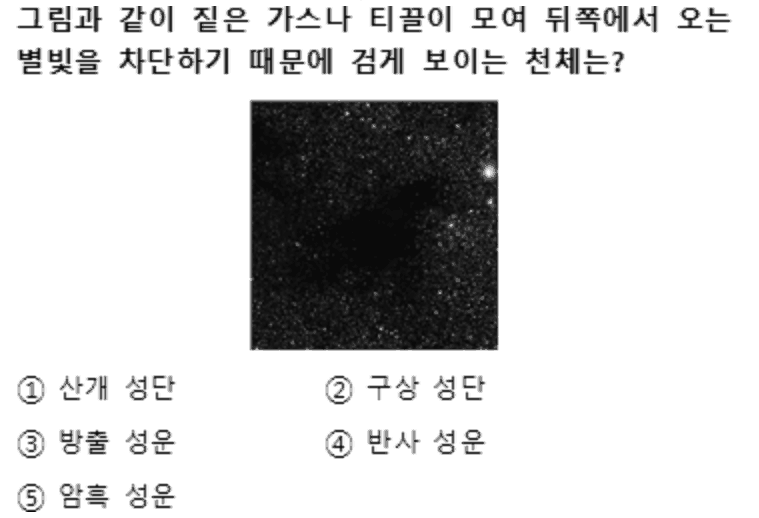 그림과 같이 짙은 가스나 티끌이 모여 뒤쪽에서 오는
별빛을 차단하기 때문에 검게 보이는 천체는?
① 산개 성단 ② 구상 성단
③ 방출 성운 ④ 반사 성운
⑤ 암흑 성운